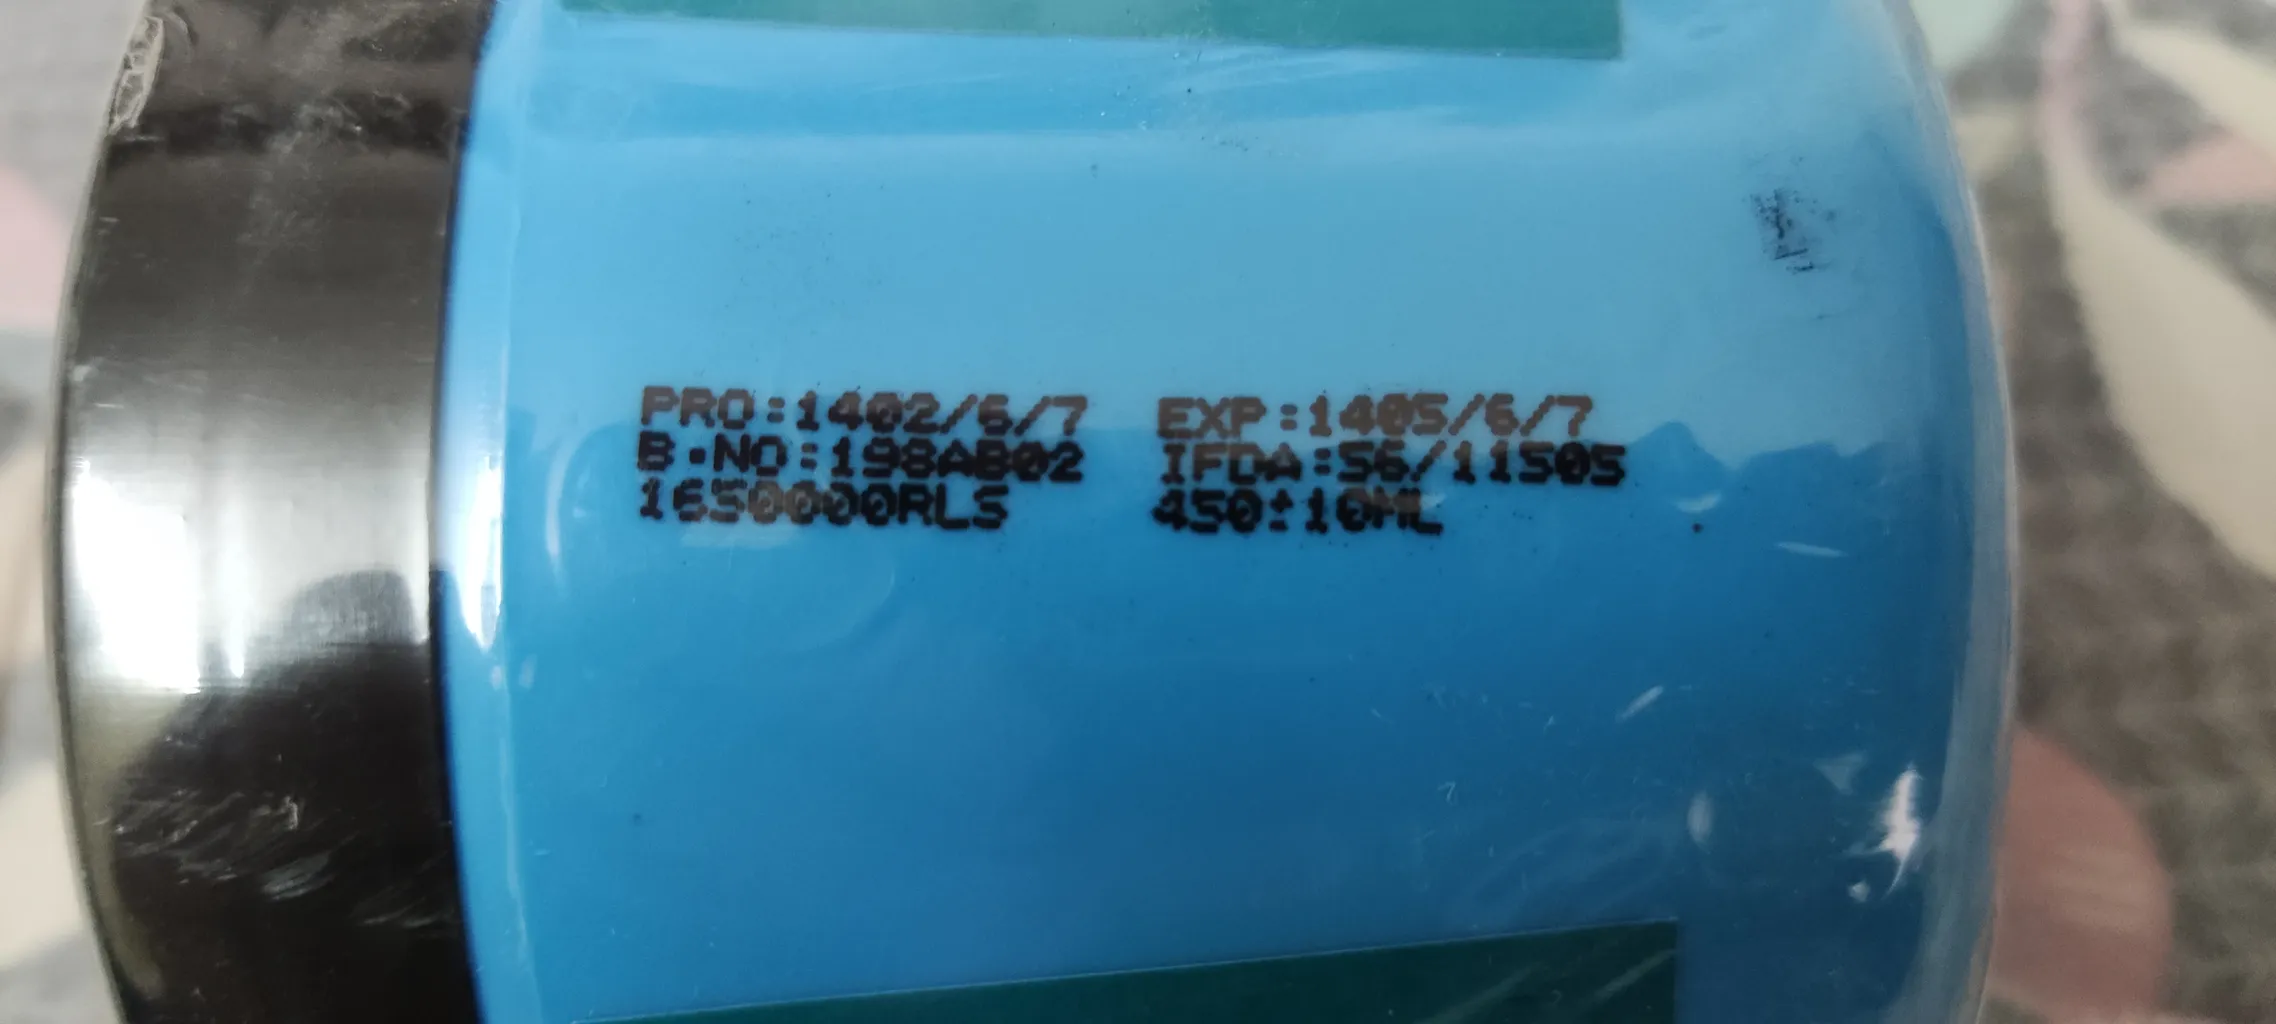 PRO:1402/6/7 EXP:1405/6/7
B.NO:198AB02 IFDA:56/11505
1650000RLS 450±10ML